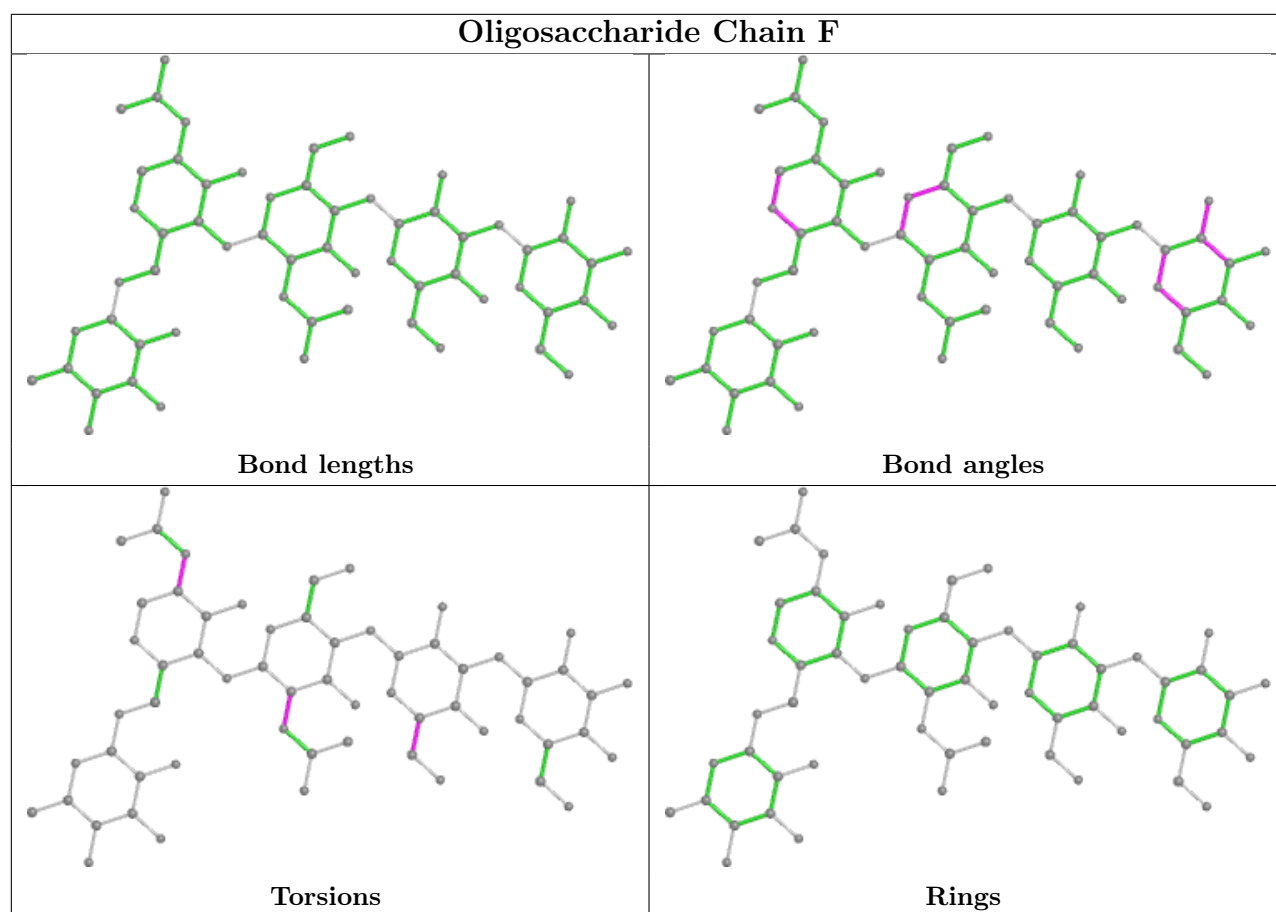 Oligosaccharide Chain F
Bond lengths
Bond angles
Torsions
Rings